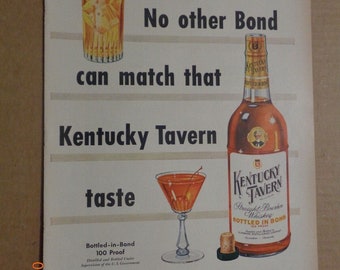 No other Bond
can match that
Kentucky Tavern
taste
Bottled-in-Bond
100 Proof
KENTUCKY
TAVERN
Straight Bourbon
Whiskey
BOTTLED IN BOND